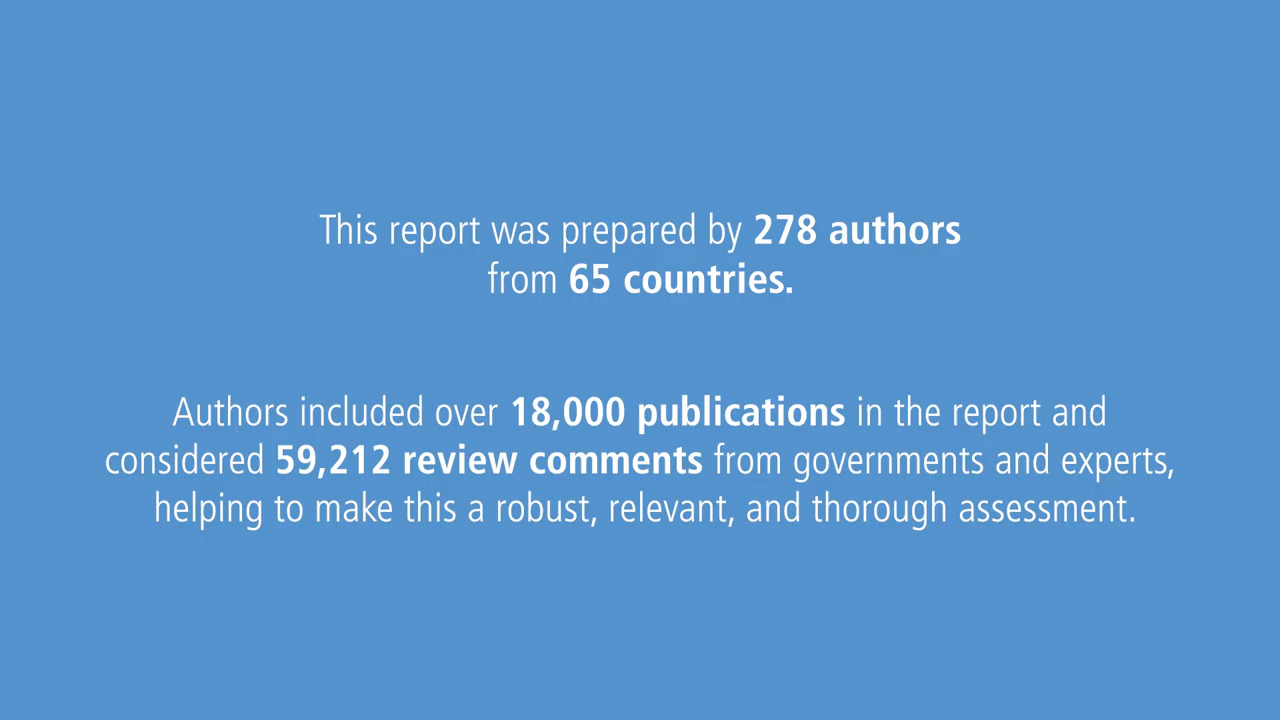 This report was prepared by 278 authors
from 65 countries.
Authors included over 18,000 publications in the report and
considered 59,212 review comments from governments and experts,
helping to make this a robust, relevant, and thorough assessment.